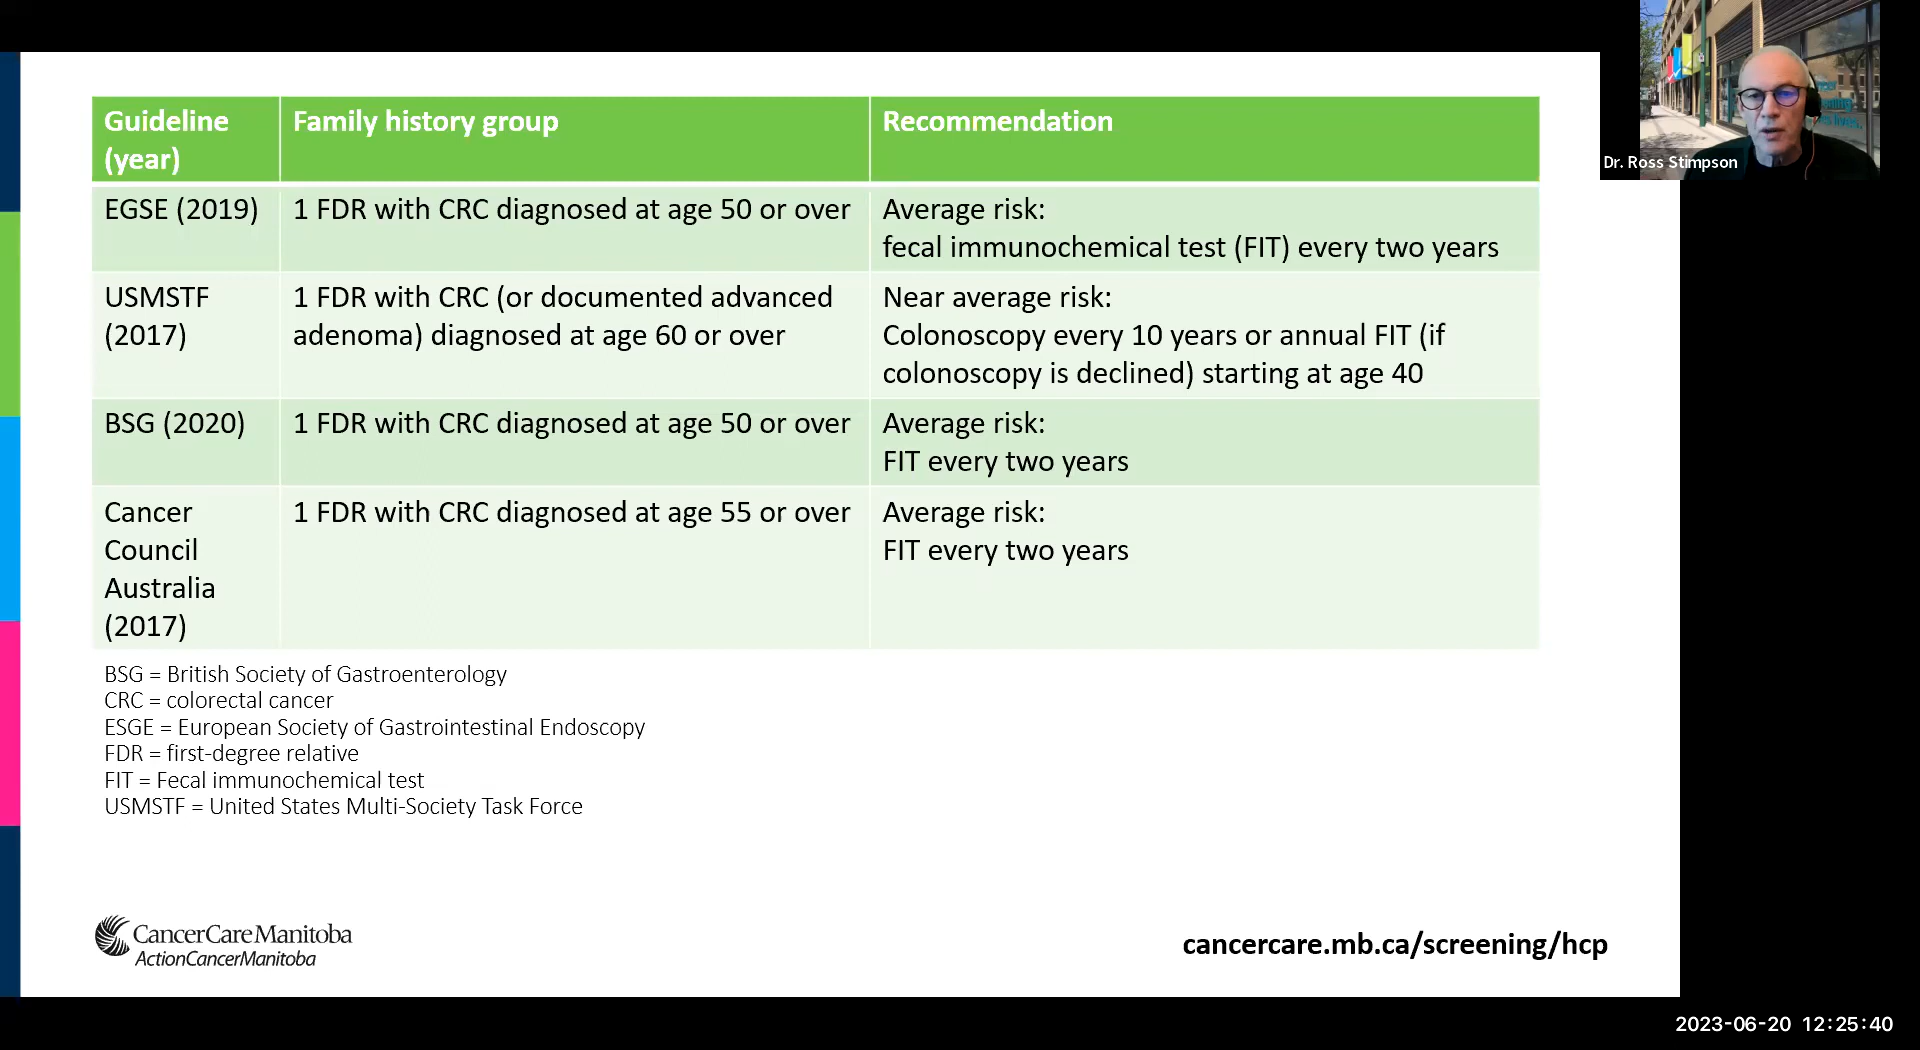 Guideline (year)
Family history group
Recommendation
EGSE (2019)
1 FDR with CRC diagnosed at age 50 or over
Average risk:
fecal immunochemical test (FIT) every two years
USMSTF
(2017)
1 FDR with CRC (or documented advanced
adenoma) diagnosed at age 60 or over
Near average risk:
Colonoscopy every 10 years or annual FIT (if
colonoscopy is declined) starting at age 40
BSG (2020)
1 FDR with CRC diagnosed at age 50 or over
Average risk:
FIT every two years
Cancer
Council
Australia
(2017)
1 FDR with CRC diagnosed at age 55 or over
Average risk:
FIT every two years
BSG = British Society of Gastroenterology
CRC = colorectal cancer
ESGE = European Society of Gastrointestinal Endoscopy
FDR = first-degree relative
FIT = Fecal immunochemical test
USMSTF = United States Multi-Society Task Force
CancerCareManitoba
ActionCancerManitoba
cancercare.mb.ca/screening/hcp
Dr. Ross Stimpson
2023-06-20 12:25:40